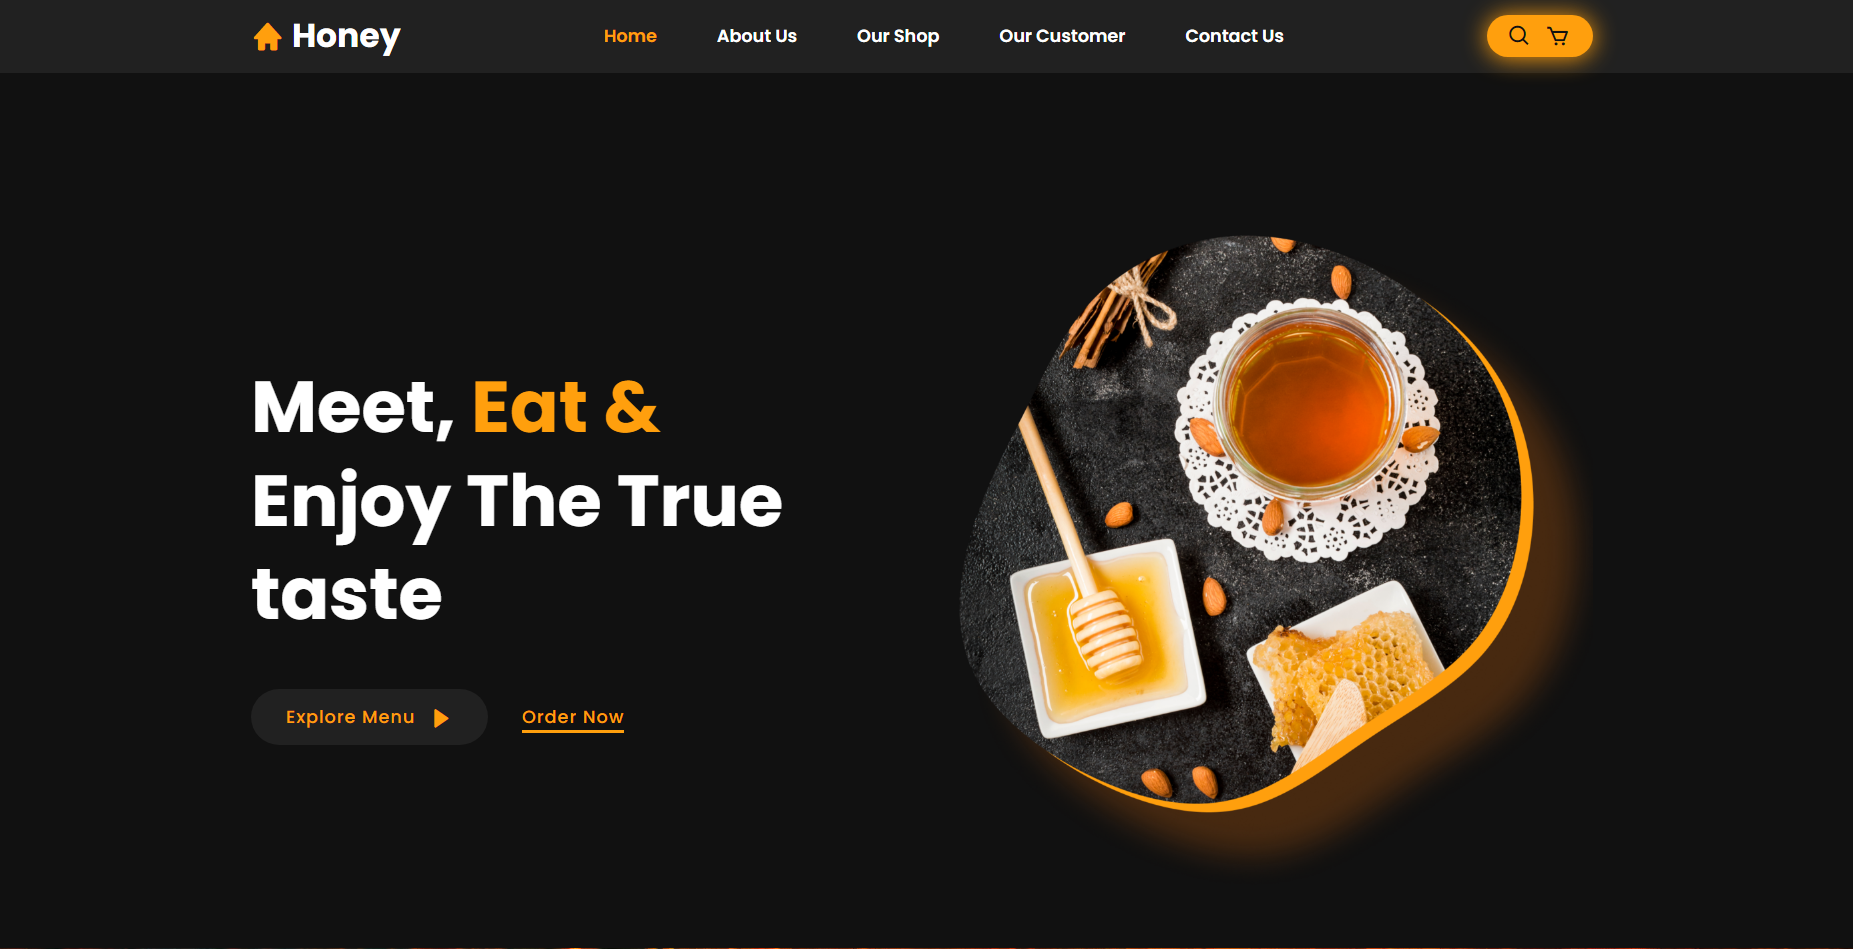 Honey
Home
About Us
Our Shop
Our Customer
Contact Us
Meet, Eat &
Enjoy The True
taste
Explore Menu
Order Now